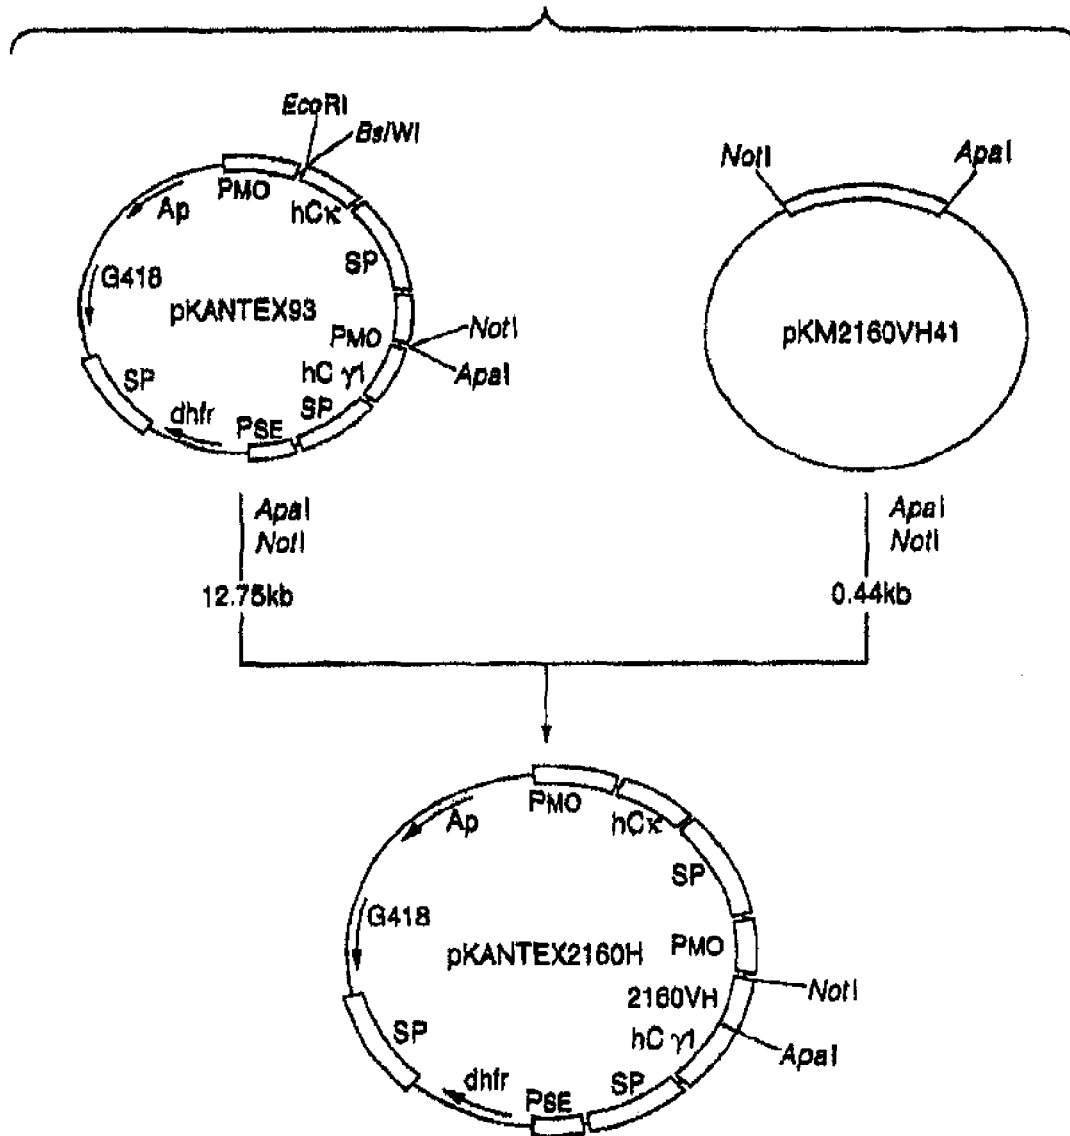 EcoRI
BsiWI
PMO
hCκ
Ap
SP
G418
pKANTEX93
PMO
NotI
ApaI
hC γ1
SP
SP
dhfr
PSE
NotI
ApaI
pKM2160VH41
ApaI
NotI
12.75kb
ApaI
NotI
0.44kb
PMO
hCκ
Ap
SP
G418
PMO
pKANTEX2160H
2160VH
NotI
hC γ1
ApaI
SP
SP
dhfr
PSE